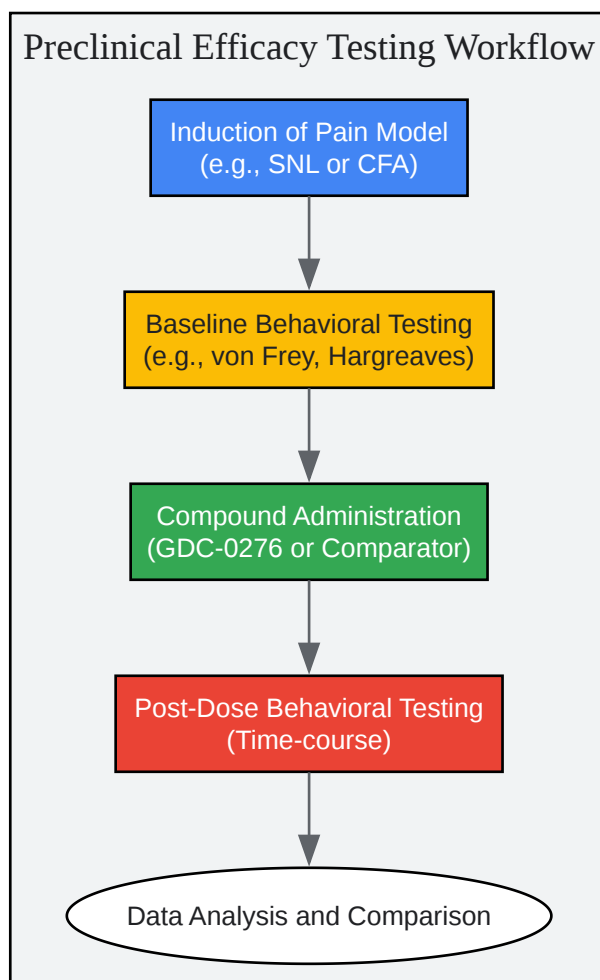 Preclinical Efficacy Testing Workflow
Induction of Pain Model
(e.g., SNL or CFA)
Baseline Behavioral Testing
(e.g., von Frey, Hargreaves)
Compound Administration
(GDC-0276 or Comparator)
Post-Dose Behavioral Testing
(Time-course)
Data Analysis and Comparison